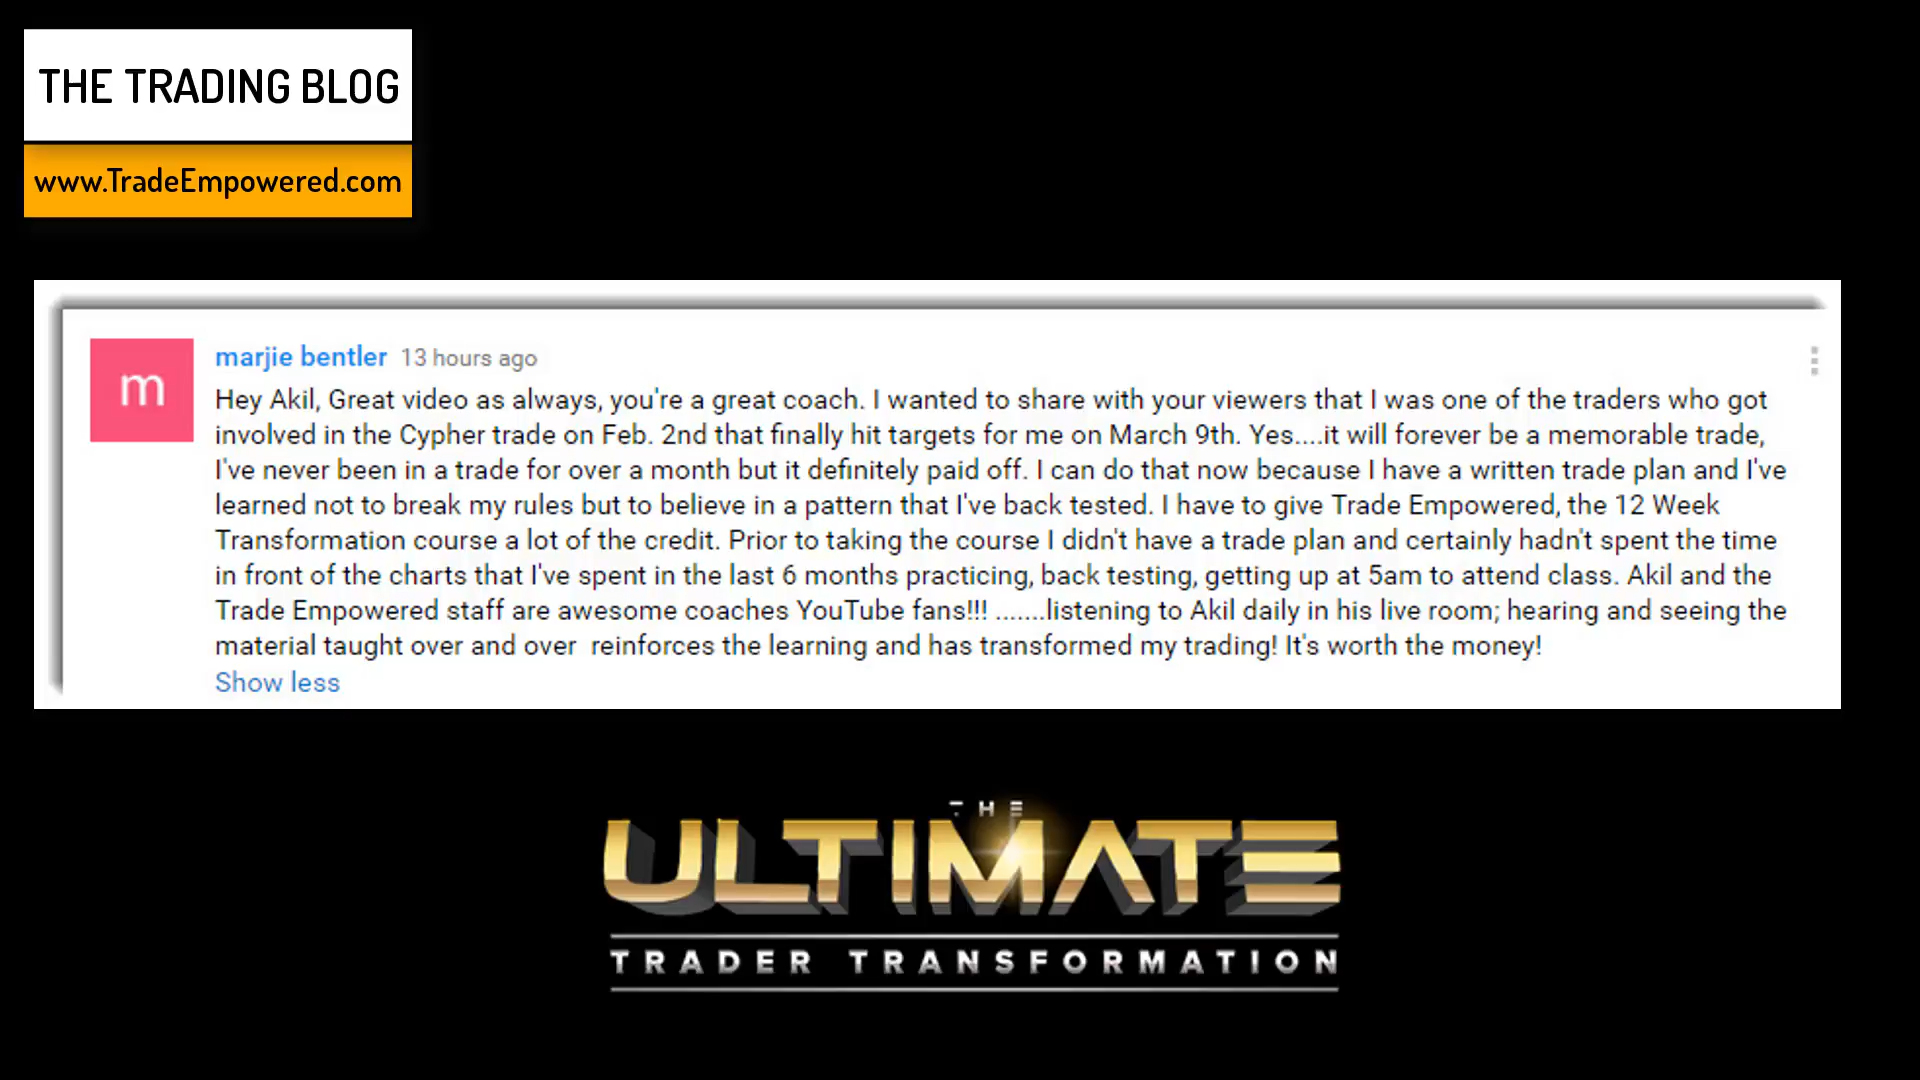 THE TRADING BLOG
www.TradeEmpowered.com
m
marjie bentler 13 hours ago
Hey Akil, Great video as always, you're a great coach. I wanted to share with your viewers that I was one of the traders who got
involved in the Cypher trade on Feb. 2nd that finally hit targets for me on March 9th. Yes....it will forever be a memorable trade,
I've never been in a trade for over a month but it definitely paid off. I can do that now because I have a written trade plan and I've
learned not to break my rules but to believe in a pattern that I've back tested. I have to give Trade Empowered, the 12 Week
Transformation course a lot of the credit. Prior to taking the course I didn't have a trade plan and certainly hadn't spent the time
in front of the charts that I've spent in the last 6 months practicing, back testing, getting up at 5am to attend class. Akil and the
Trade Empowered staff are awesome coaches YouTube fans!!! .......listening to Akil daily in his live room; hearing and seeing the
material taught over and over  reinforces the learning and has transformed my trading! It's worth the money!
Show less
THE
ULTIMATE
TRADER TRANSFORMATION